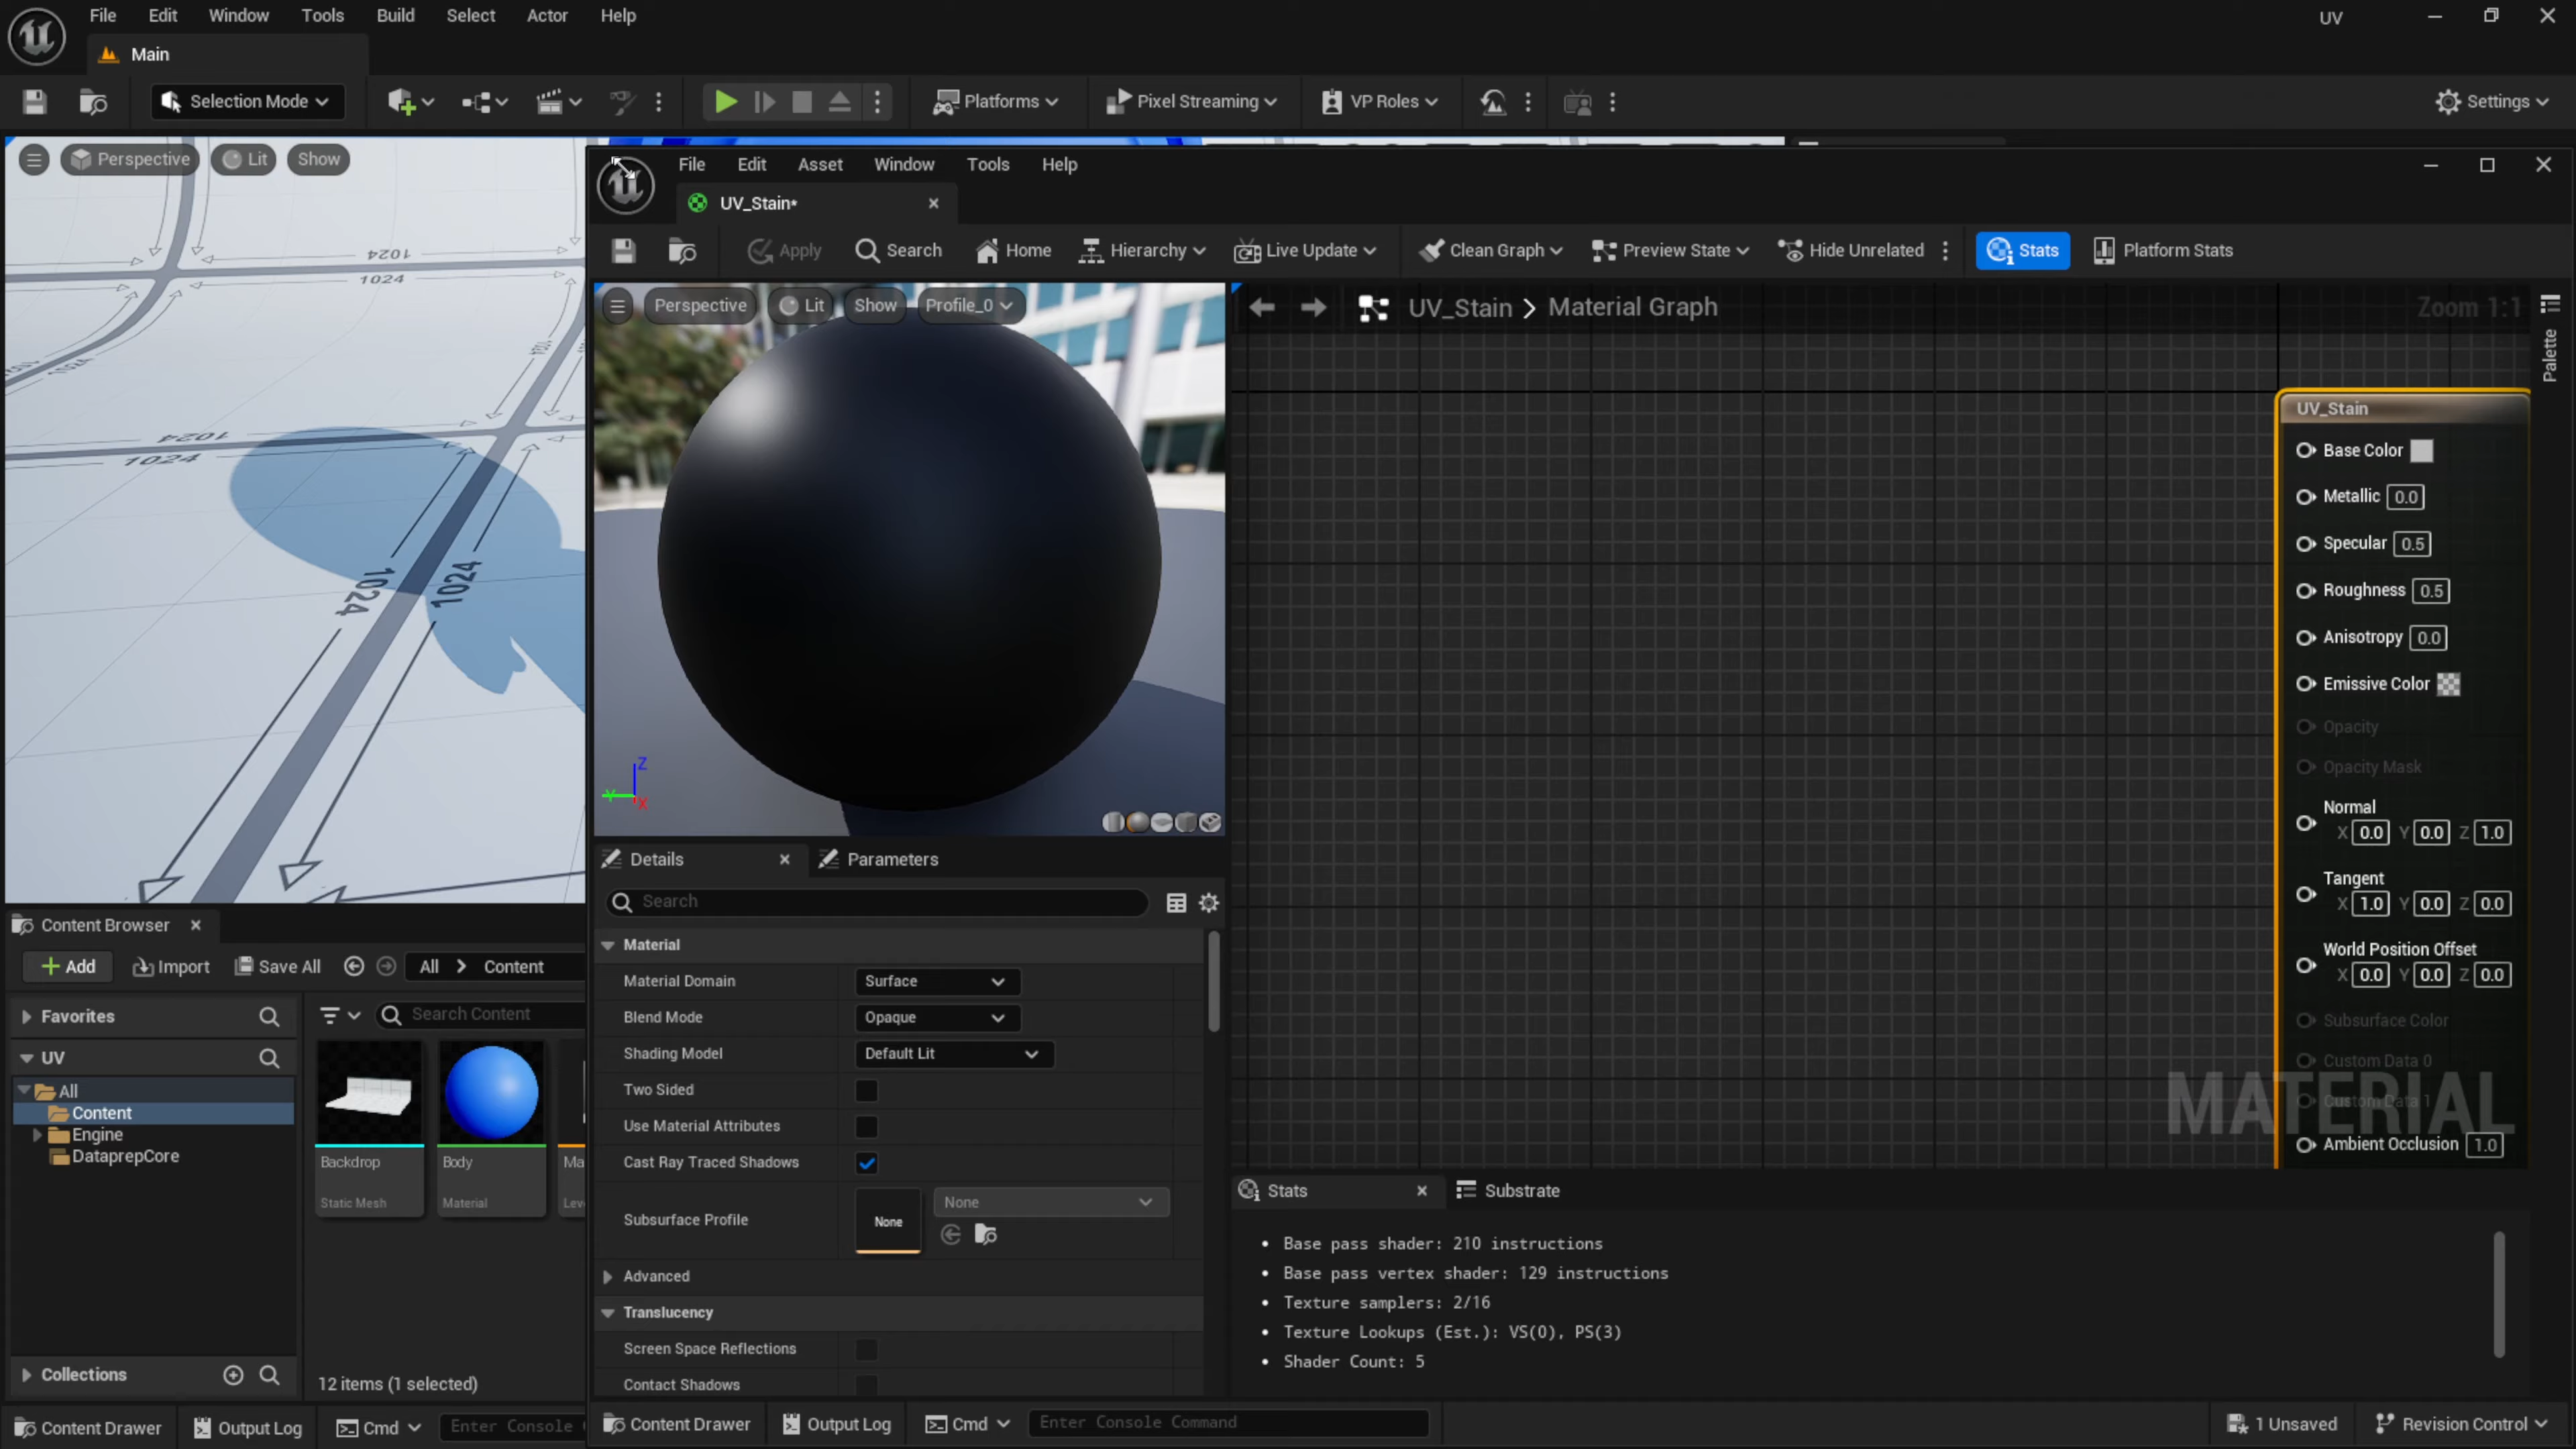 File Edit Window Tools Build Select Actor Help
UV
Main
Selection Mode
Platforms
Pixel Streaming
VP Roles
Settings
Perspective Lit Show
1024
1024
1024
1024
1024
1024
File Edit Asset Window Tools Help
UV_Stain*
Apply Search Home Hierarchy Live Update Clean Graph Preview State Hide Unrelated Stats Platform Stats
Perspective Lit Show Profile_0
UV_Stain > Material Graph
Zoom 1:1
Palette
UV_Stain
Base Color
Metallic 0.0
Specular 0.5
Roughness 0.5
Anisotropy 0.0
Emissive Color
Opacity
Opacity Mask
Normal
X 0.0 Y 0.0 Z 1.0
Tangent
X 1.0 Y 0.0 Z 0.0
World Position Offset
X 0.0 Y 0.0 Z 0.0
Subsurface Color
Custom Data 0
Custom Data 1
Ambient Occlusion 1.0
MATERIAL
Z
Y
X
Details Parameters
Search
Material
Material Domain Surface
Blend Mode Opaque
Shading Model Default Lit
Two Sided
Use Material Attributes
Cast Ray Traced Shadows
Subsurface Profile None None
Advanced
Translucency
Screen Space Reflections
Contact Shadows
Stats Substrate
• Base pass shader: 210 instructions
• Base pass vertex shader: 129 instructions
• Texture samplers: 2/16
• Texture Lookups (Est.): VS(0), PS(3)
• Shader Count: 5
Content Drawer Output Log Cmd Enter Console Command
1 Unsaved Revision Control
Content Browser
+ Add Import Save All All > Content
Favorites
Search Content
UV
All
Content
Engine
DataprepCore
Backdrop
Static Mesh
Body
Material
Collections
12 items (1 selected)
Content Drawer Output Log Cmd Enter Console